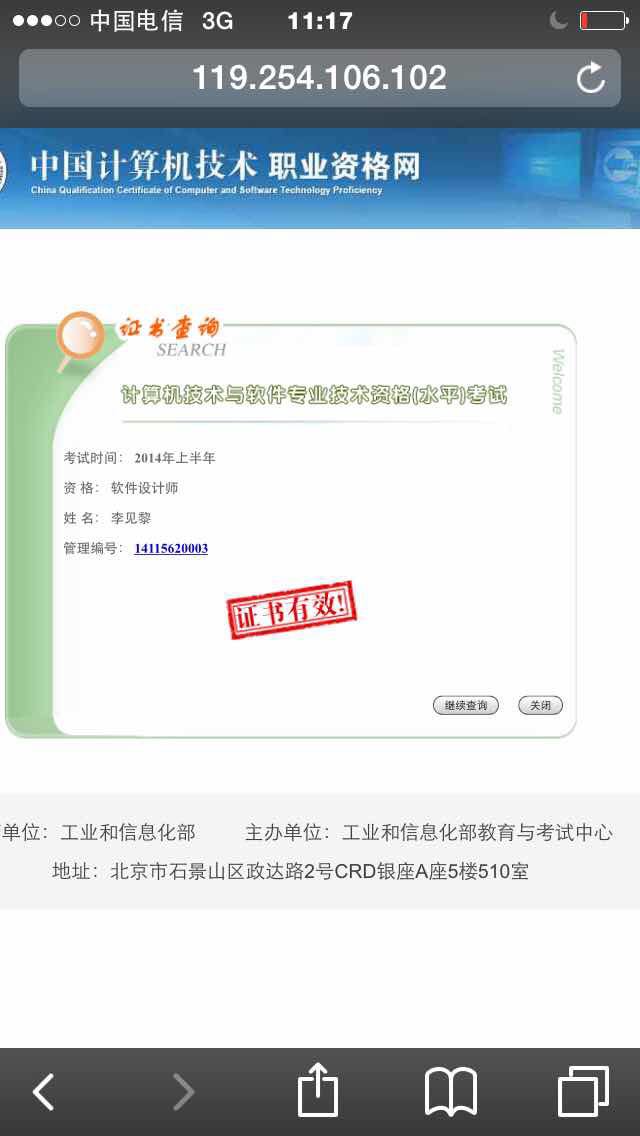 中国电信 3G 11:17
119.254.106.102
中国计算机技术 职业资格网
China Qualification Certificate of Computer and Software Technology Proficiency
证书查询
SEARCH
Welcome
计算机技术与软件专业技术资格(水平)考试
考试时间： 2014年上半年
资 格： 软件设计师
姓 名： 李见黎
管理编号： 14115620003
证书有效!
继续查询 关闭
单位：工业和信息化部 主办单位：工业和信息化部教育与考试中心
地址：北京市石景山区政达路2号CRD银座A座5楼510室